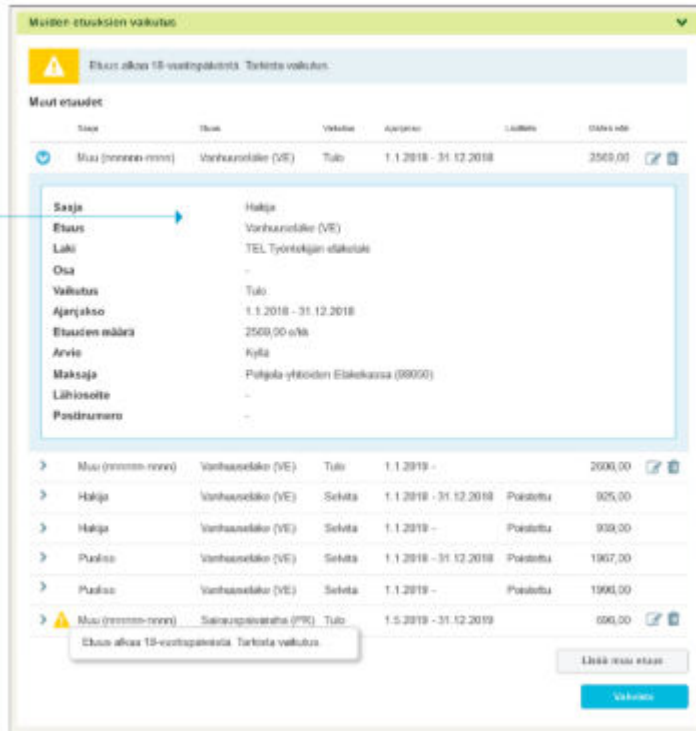 Muiden etuuksien vaikutus
Etuus alkaa 18-vuotispäivästä. Tarkista vaikutus.
Muut etuudet
Saaja Etuus Vaikutus Ajanjakso Lisätieto
Muu (nnnnnn-nnnn) Vanhuuseläke (VE) Tulo 1.1.2018 - 31.12.2018 2569,00
Saaja Hakija
Etuus Vanhuuseläke (VE)
Laki TEL Työntekijän eläkelaki
Osa -
Vaikutus Tulo
Ajanjakso 1.1.2018 - 31.12.2018
Etuuden määrä 2569,00 e/kk
Arvio Kyllä
Maksaja Pohjola-yhtiöiden Eläkekassa
Lähiosoite -
Postinumero -
Muu (nnnnnn-nnnn) Vanhuuseläke (VE) Tulo 1.1.2019 - 2606,00
Hakija Vanhuuseläke (VE) Selvitä 1.1.2018 - 31.12.2018 Poistettu 925,00
Hakija Vanhuuseläke (VE) Selvitä 1.1.2019 - Poistettu 939,00
Puoliso Vanhuuseläke (VE) Selvitä 1.1.2018 - 31.12.2018 Poistettu 1967,00
Puoliso Vanhuuseläke (VE) Selvitä 1.1.2019 - Poistettu 1996,00
Muu (nnnnnn-nnnn) Sairauspäiväraha (PR) Tulo 1.5.2019 - 31.12.2019 696,00
Etuus alkaa 18-vuotispäivästä. Tarkista vaikutus.
Lisää muu etuus
Vahvista